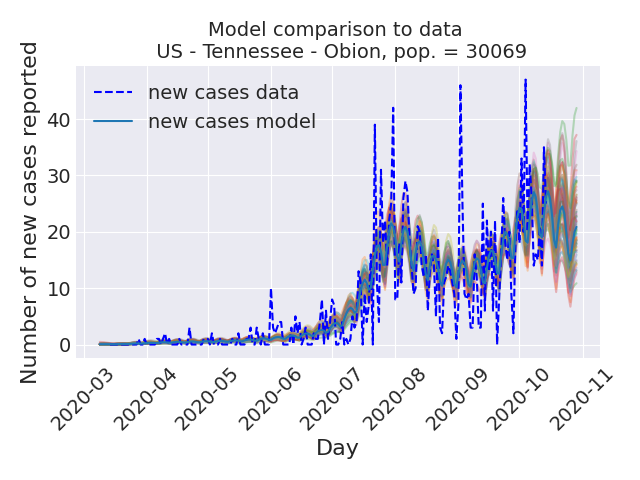 Model comparison to data
US - Tennessee - Obion, pop. = 30069
Number of new cases reported
new cases data
new cases model
40
30
20
10
0
2020-03
2020-04
2020-05
2020-06
2020-07
2020-08
2020-09
2020-10
2020-11
Day